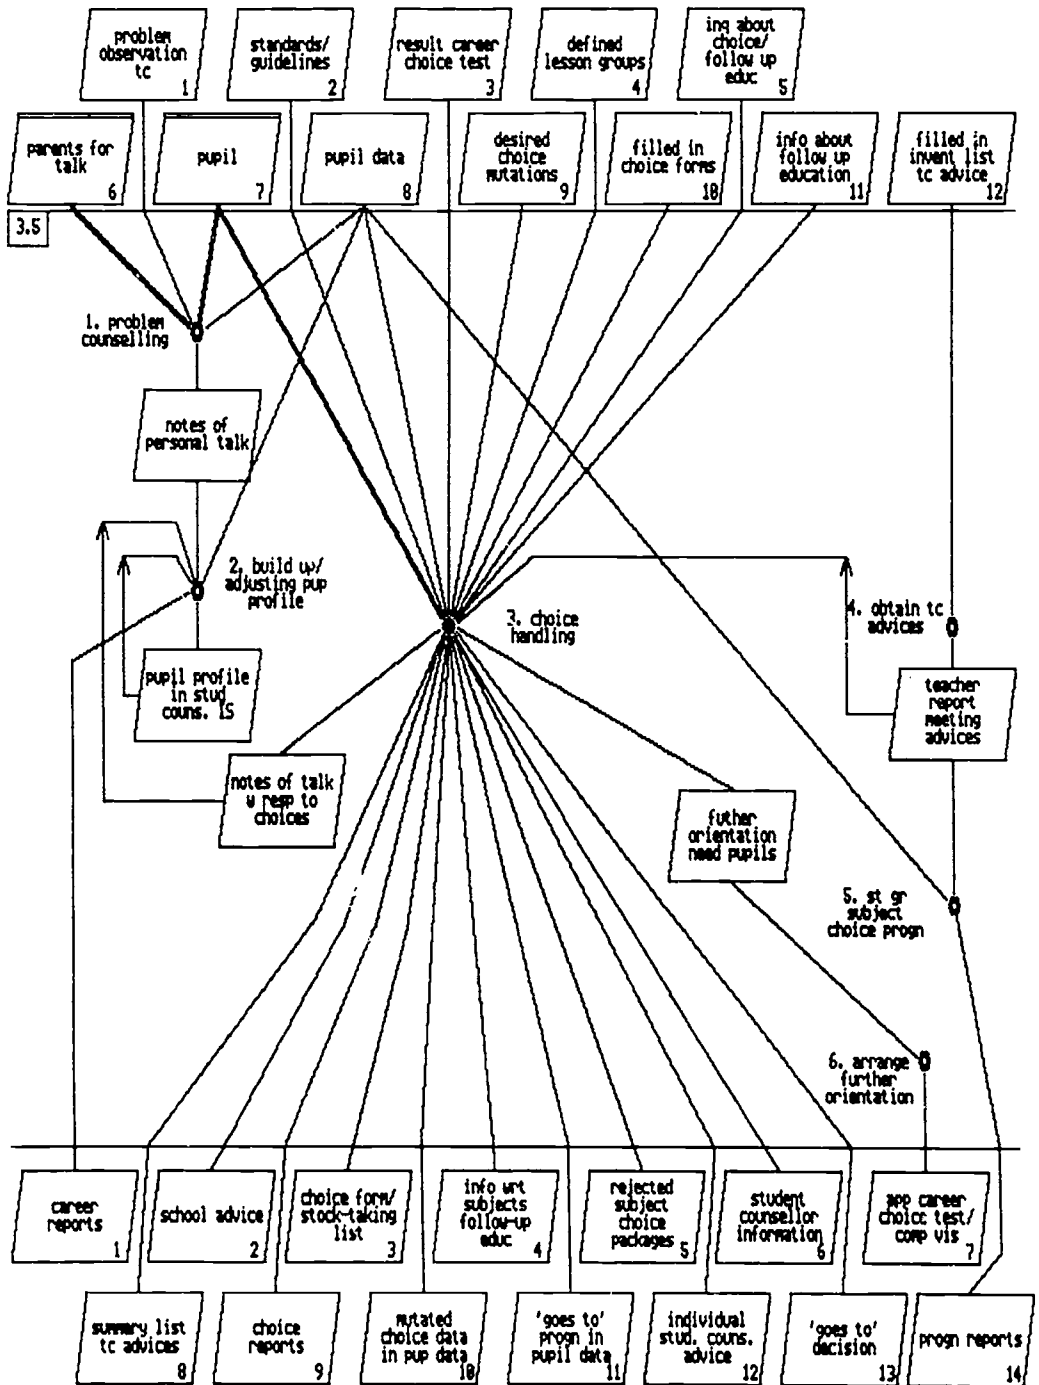 problem
observation
tc
1
standards/
guidelines
2
result career
choice test
3
defined
lesson groups
4
inq about
choice/
follow up
educ
5
parents for
talk
6
pupil
7
pupil data
8
desired
choice
mutations
9
filled in
choice forms
10
info about
follow up
education
11
filled in
invent list
tc advice
12
3.5
1. problem
counselling
notes of
personal talk
2. build up/
adjusting pup
profile
3. choice
handling
4. obtain tc
advices
pupil profile
in stud
couns. IS
teacher
report
meeting
advices
notes of talk
w resp to
choices
futher
orientation
need pupils
5. st gr
subject
choice progn
6. arrange
further
orientation
career
reports
1
school advice
2
choice form/
stock-taking
list
3
info wrt
subjects
follow-up
educ
4
rejected
subject
choice
packages
5
student
counsellor
information
6
app career
choice test/
comp vis
7
summary list
tc advices
8
choice
reports
9
mutated
choice data
in pup data
10
'goes to'
progn in
pupil data
11
individual
stud. couns.
advice
12
'goes to'
decision
13
progn reports
14